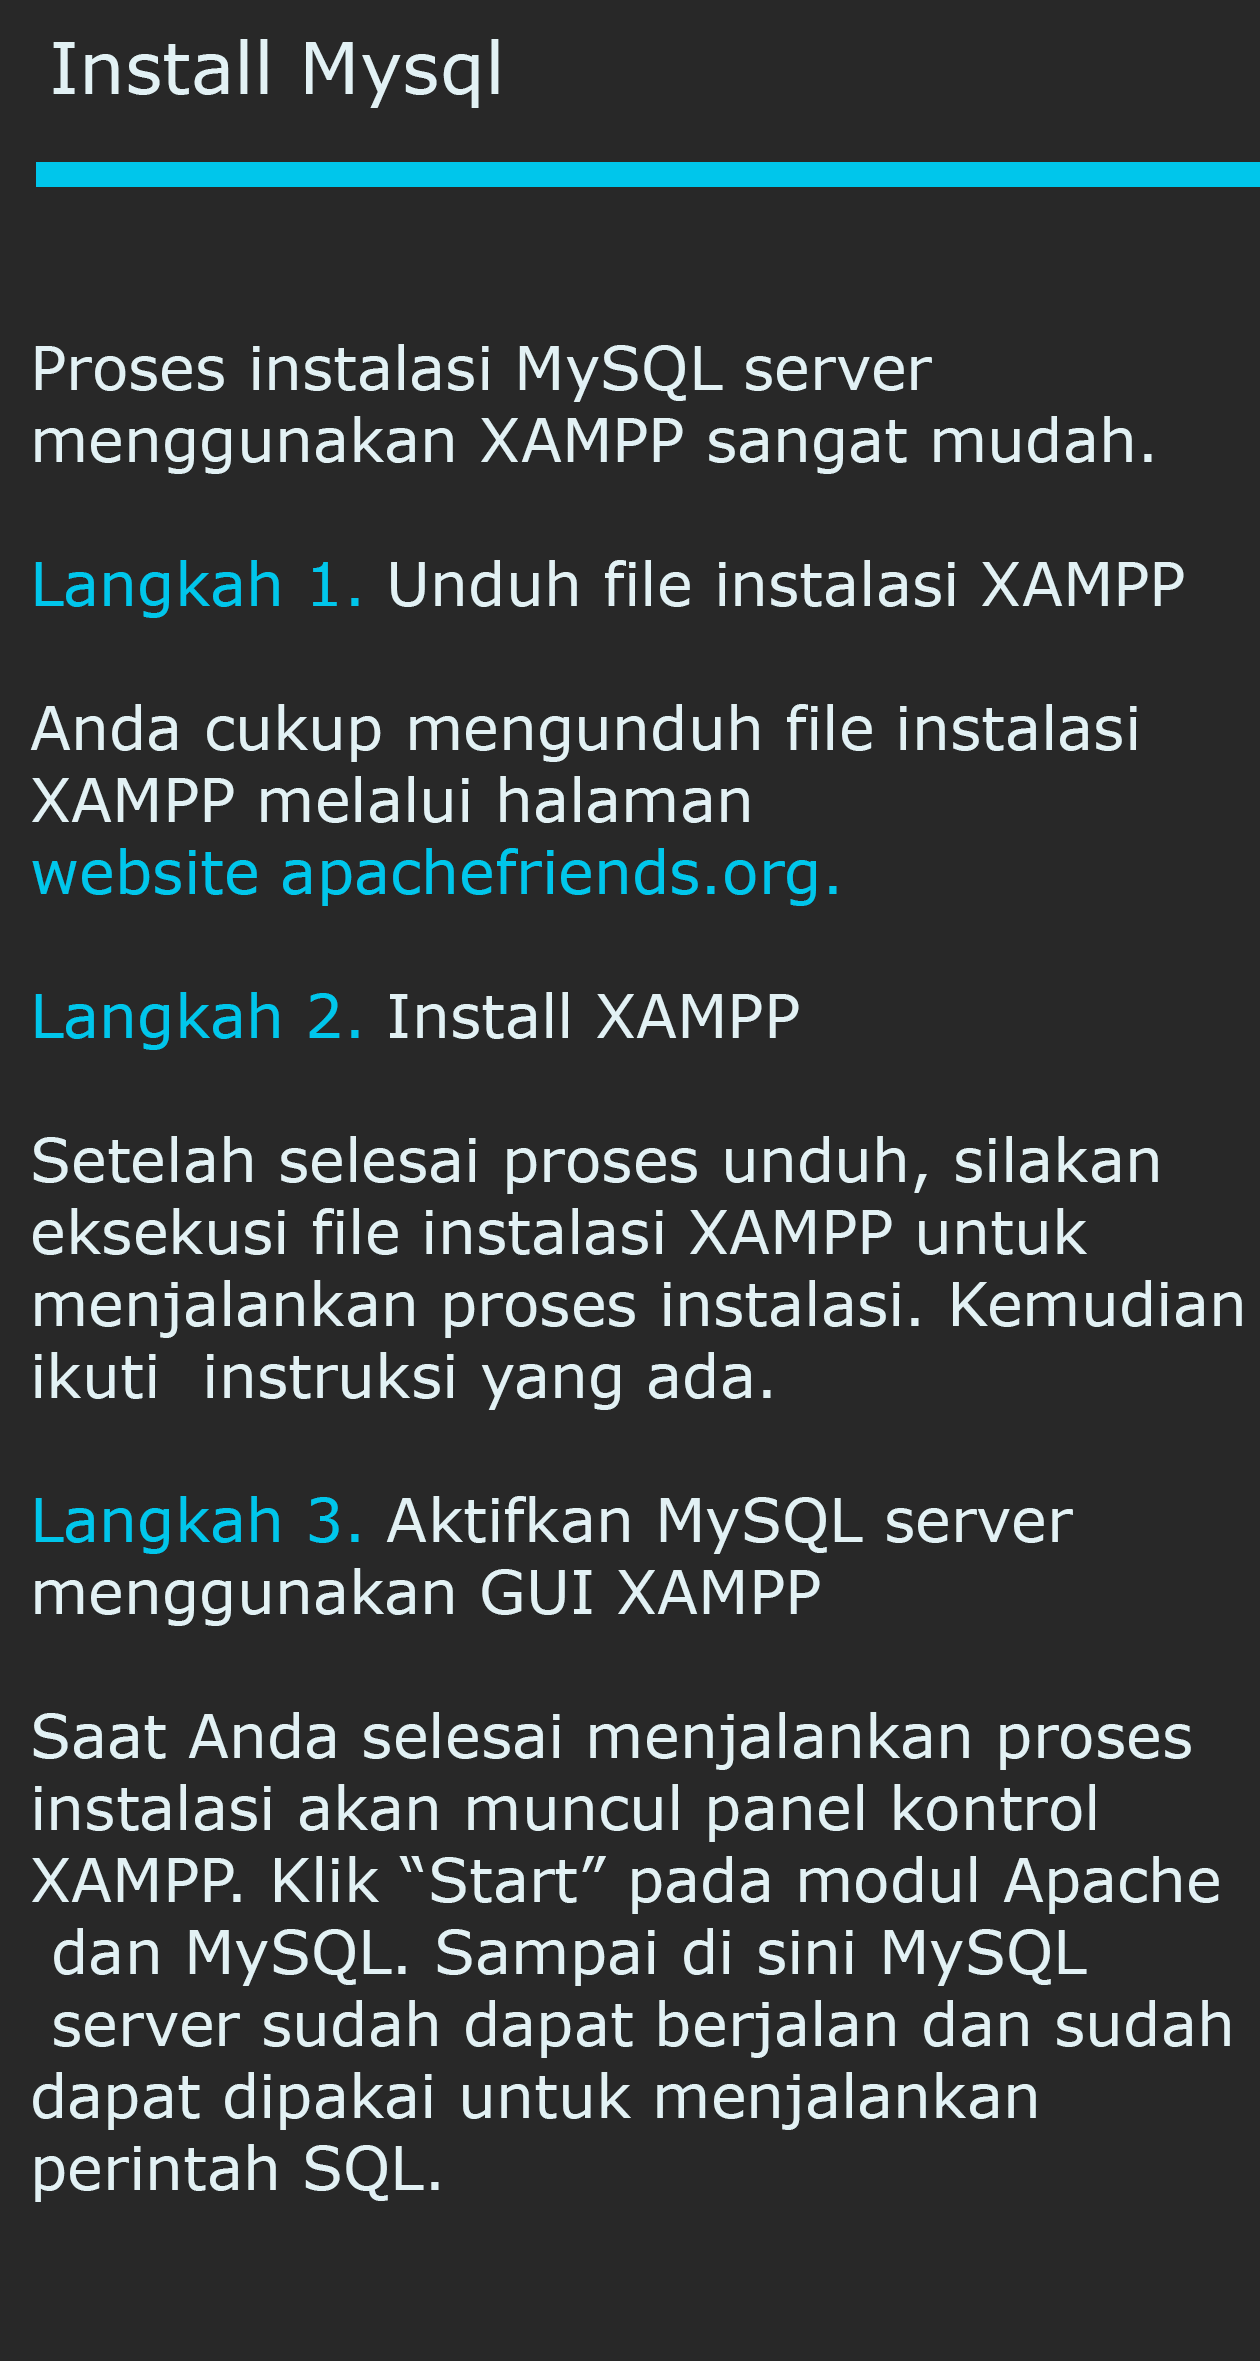 Install Mysql
Proses instalasi MySQL server
menggunakan XAMPP sangat mudah.
Langkah 1. Unduh file instalasi XAMPP
Anda cukup mengunduh file instalasi
XAMPP melalui halaman
website apachefriends.org.
Langkah 2. Install XAMPP
Setelah selesai proses unduh, silakan
eksekusi file instalasi XAMPP untuk
menjalankan proses instalasi. Kemudian
ikuti  instruksi yang ada.
Langkah 3. Aktifkan MySQL server
menggunakan GUI XAMPP
Saat Anda selesai menjalankan proses
instalasi akan muncul panel kontrol
XAMPP. Klik “Start” pada modul Apache
dan MySQL. Sampai di sini MySQL
server sudah dapat berjalan dan sudah
dapat dipakai untuk menjalankan
perintah SQL.